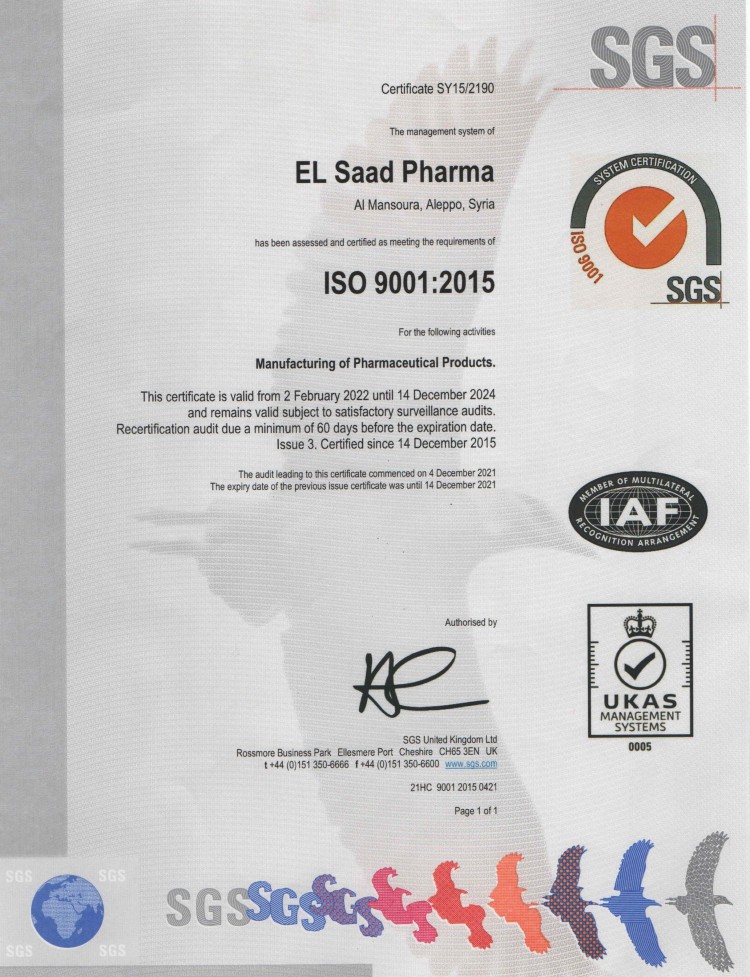 SGS
Certificate SY15/2190
The management system of
EL Saad Pharma
Al Mansoura, Aleppo, Syria
has been assessed and certified as meeting the requirements of
ISO 9001:2015
For the following activities
Manufacturing of Pharmaceutical Products.
This certificate is valid from 2 February 2022 until 14 December 2024
and remains valid subject to satisfactory surveillance audits.
Recertification audit due a minimum of 60 days before the expiration date.
Issue 3. Certified since 14 December 2015
The audit leading to this certificate commenced on 4 December 2021
The expiry date of the previous issue certificate was until 14 December 2021
SYSTEM CERTIFICATION
ISO 9001
SGS
MEMBER OF MULTILATERAL
IAF
RECOGNITION ARRANGEMENT
Authorised by
SGS United Kingdom Ltd
Rossmore Business Park Ellesmere Port Cheshire CH65 3EN UK
t +44 (0)151 350-6666 f +44 (0)151 350-6600 www.sgs.com
21HC 9001 2015 0421
Page 1 of 1
UKAS
MANAGEMENT
SYSTEMS
0005
SGS SGS
SGS SGS
SGSSGSSGS